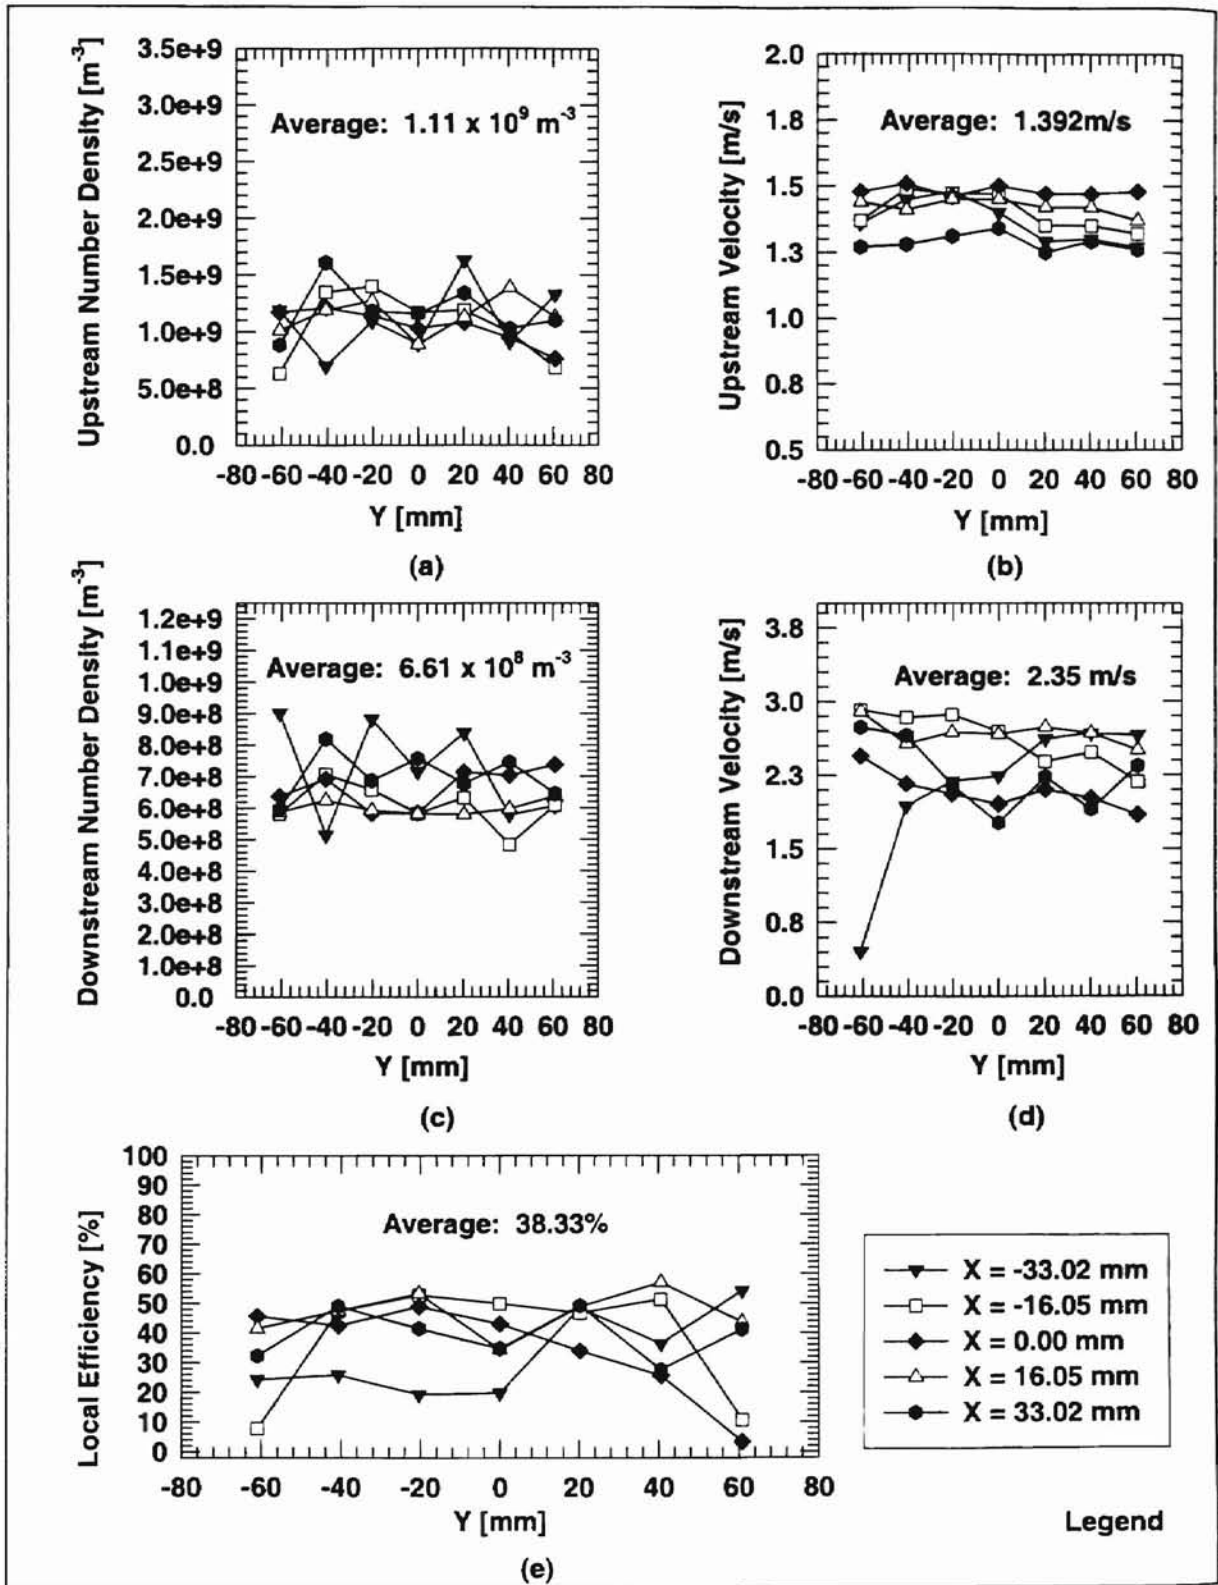 Upstream Number Density [m-3]
3.5e+9
3.0e+9
2.5e+9
2.0e+9
1.5e+9
1.0e+9
5.0e+8
0.0
Average: 1.11 x 10^9 m^-3
-80 -60 -40 -20 0 20 40 60 80
Y [mm]
(a)
Upstream Velocity [m/s]
2.0
1.8
1.5
1.3
1.0
0.8
0.5
Average: 1.392m/s
-80 -60 -40 -20 0 20 40 60 80
Y [mm]
(b)
Downstream Number Density [m-3]
1.2e+9
1.1e+9
1.0e+9
9.0e+8
8.0e+8
7.0e+8
6.0e+8
5.0e+8
4.0e+8
3.0e+8
2.0e+8
1.0e+8
0.0
Average: 6.61 x 10^8 m^-3
-80 -60 -40 -20 0 20 40 60 80
Y [mm]
(c)
Downstream Velocity [m/s]
3.8
3.0
2.3
1.5
0.8
0.0
Average: 2.35 m/s
-80 -60 -40 -20 0 20 40 60 80
Y [mm]
(d)
Local Efficiency [%]
100
90
80
70
60
50
40
30
20
10
0
Average: 38.33%
-80 -60 -40 -20 0 20 40 60 80
Y [mm]
(e)
X = -33.02 mm
X = -16.05 mm
X = 0.00 mm
X = 16.05 mm
X = 33.02 mm
Legend